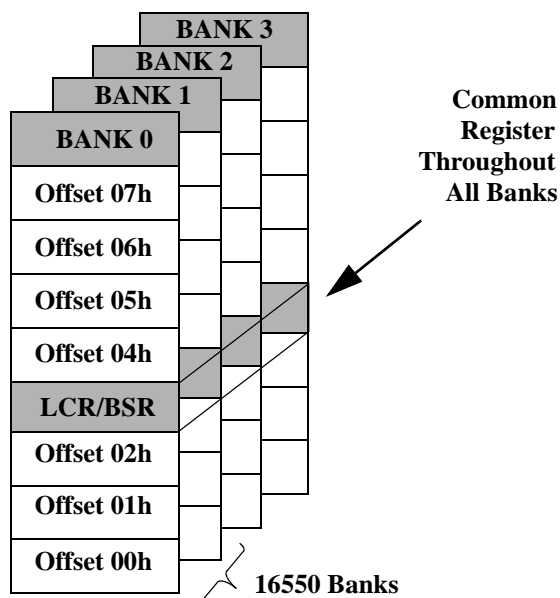 BANK 3
BANK 2
BANK 1
BANK 0
Common
Register
Throughout
All Banks
Offset 07h
Offset 06h
Offset 05h
Offset 04h
LCR/BSR
Offset 02h
Offset 01h
Offset 00h
16550 Banks